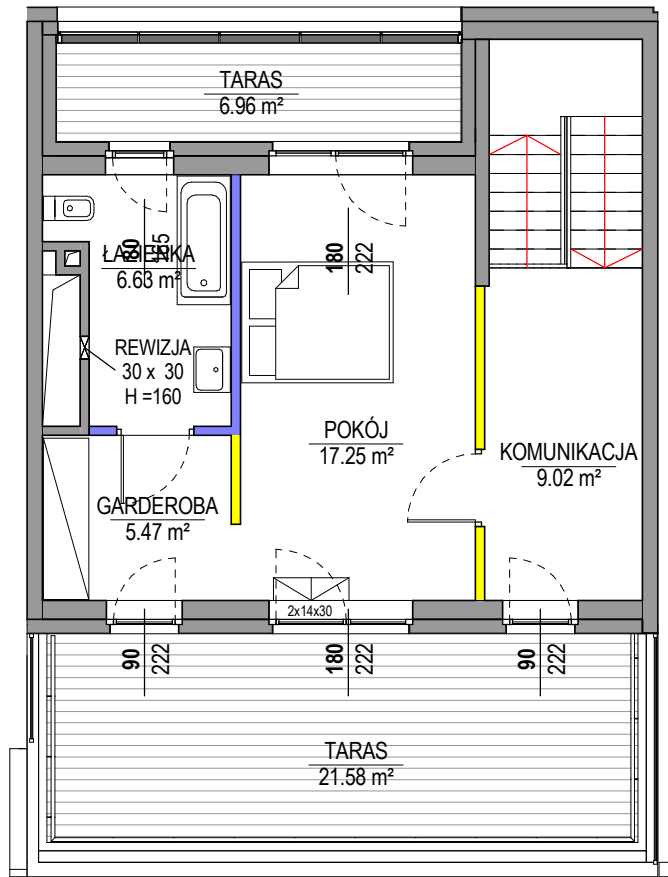 TARAS
6.96 m²
ŁAZIENKA
6.63 m²
80
180
222
REWIZJA
30 x 30
H =160
POKÓJ
17.25 m²
KOMUNIKACJA
9.02 m²
GARDEROBA
5.47 m²
2x14x30
90
222
180
222
90
222
TARAS
21.58 m²